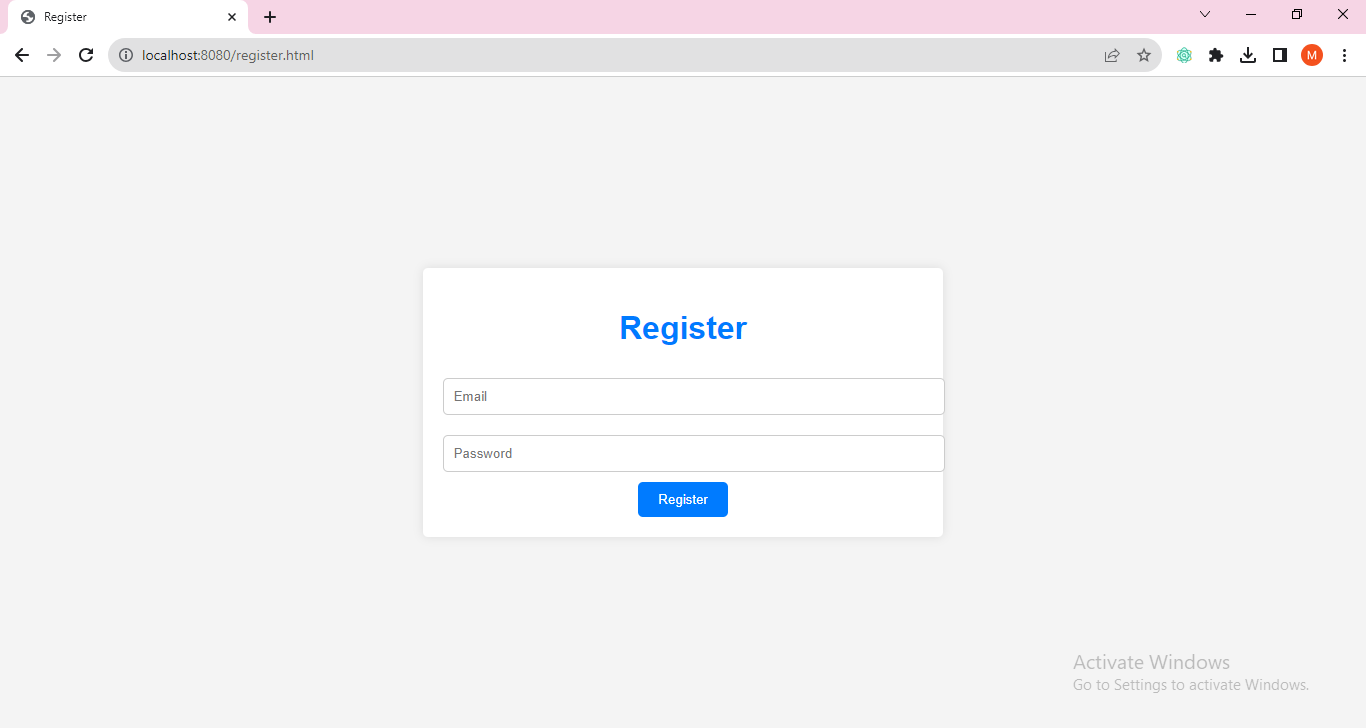 Register
localhost:8080/register.html
M
Register
Email
Password
Register
Activate Windows
Go to Settings to activate Windows.